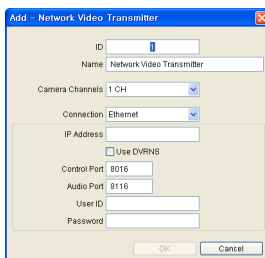 Add - Network Video Transmitter
ID 1
Name Network Video Transmitter
Camera Channels 1 CH
Connection Ethernet
IP Address
Use DVRNS
Control Port 8016
Audio Port 8116
User ID
Password
OK Cancel